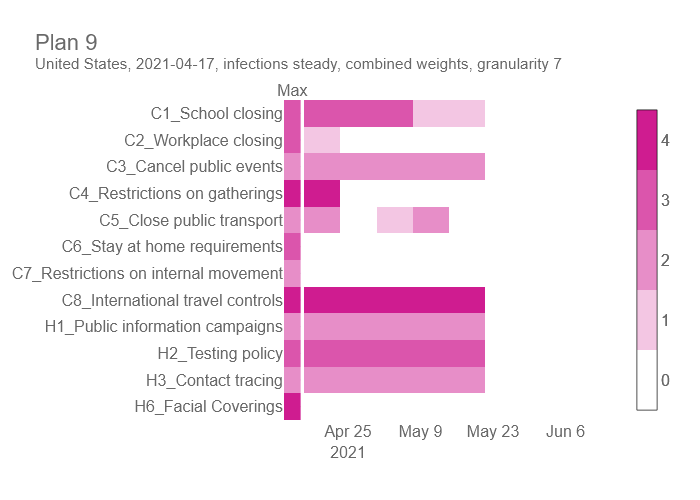 Plan 9
United States, 2021-04-17, infections steady, combined weights, granularity 7
Max
C1_School closing
C2_Workplace closing
C3_Cancel public events
C4_Restrictions on gatherings
C5_Close public transport
C6_Stay at home requirements
C7_Restrictions on internal movement
C8_International travel controls
H1_Public information campaigns
H2_Testing policy
H3_Contact tracing
H6_Facial Coverings
Apr 25 May 9 May 23 Jun 6
2021
4
3
2
1
0